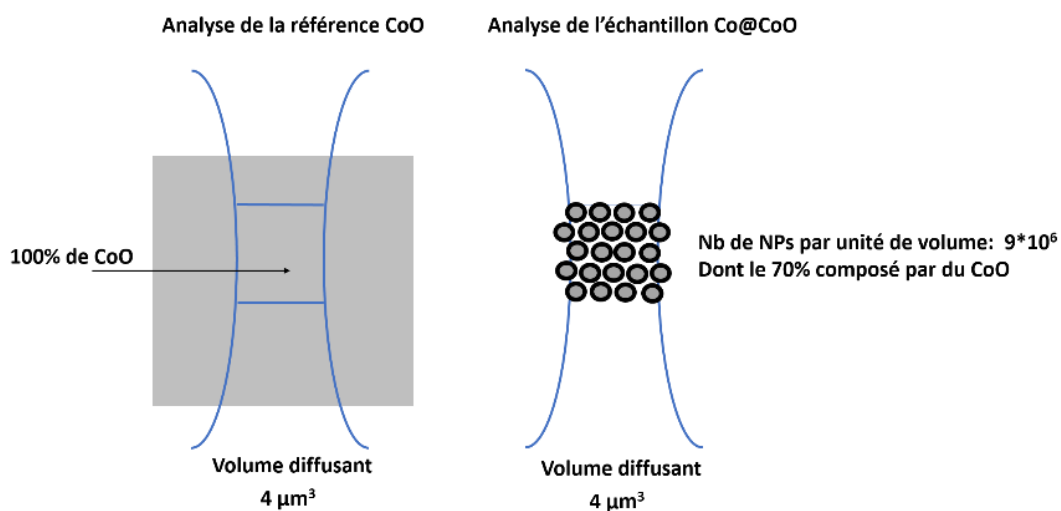 Analyse de la référence CoO
Analyse de l’échantillon Co@CoO
100% de CoO
Nb de NPs par unité de volume: 9*10⁶
Dont le 70% composé par du CoO
Volume diffusant
4 µm³
Volume diffusant
4 µm³